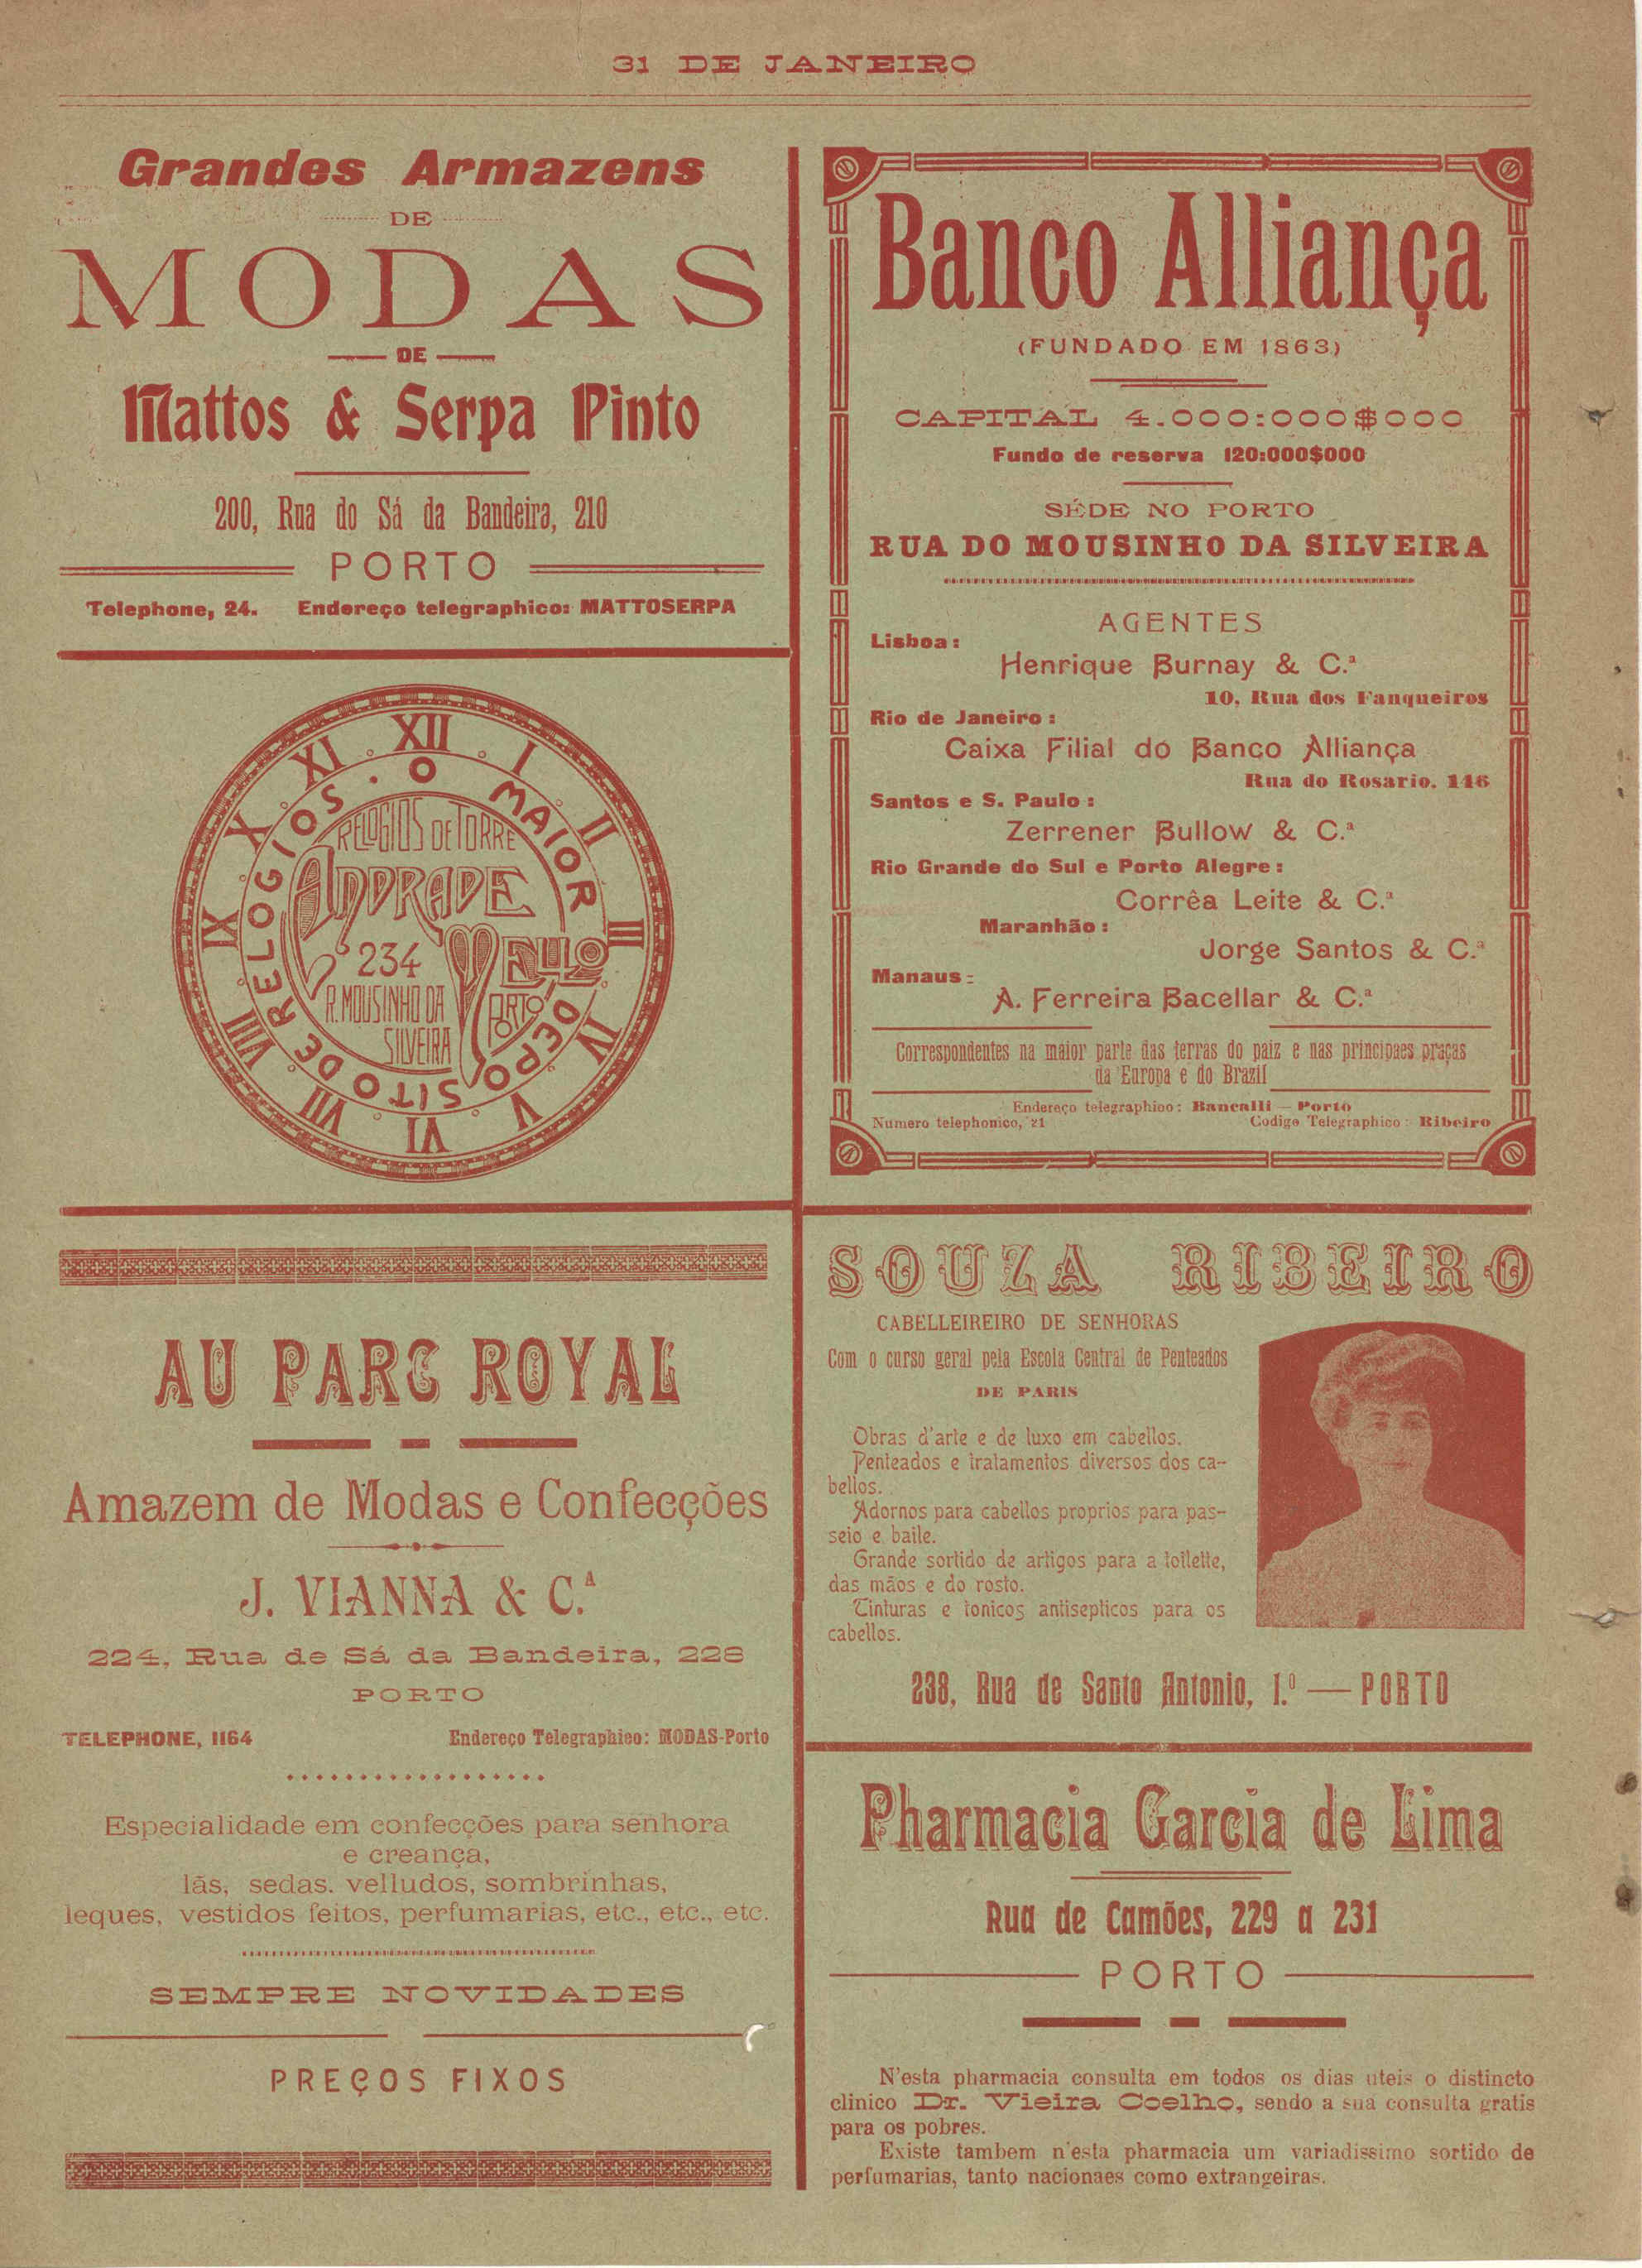 31 DE JANEIRO
Grandes Armazens
DE
MODAS
DE
Mattos & Serpa Pinto
200, Rua do Sá da Bandeira, 210
PORTO
Telephone, 24. Endereço telegraphico: MATTOSERPA
XII I II III IV V VI VII VIII IX X XI
O MAIOR DEPOSITO DE RELOGIOS
RELOGIOS DE TORRE
ANDRADE
MELLO
234
R. MOUSINHO DA
SILVEIRA
PORTO
AU PARC ROYAL
Amazem de Modas e Confecções
J. VIANNA & C.A
224, Rua de Sá da Bandeira, 228
PORTO
TELEPHONE, 1164 Endereço Telegraphico: MODAS-Porto
Especialidade em confecções para senhora
e creança,
lãs, sedas. velludos, sombrinhas,
leques, vestidos feitos, perfumarias, etc., etc., etc.
SEMPRE NOVIDADES
PREÇOS FIXOS
Banco Alliança
(FUNDADO EM 1863)
CAPITAL 4.000:000$000
Fundo de reserva 120:000$000
SÉDE NO PORTO
RUA DO MOUSINHO DA SILVEIRA
AGENTES
Lisboa:
Henrique Burnay & C.ª
10, Rua dos Fanqueiros
Rio de Janeiro:
Caixa Filial do Banco Alliança
Rua do Rosario, 146
Santos e S. Paulo:
Zerrener Bullow & C.ª
Rio Grande do Sul e Porto Alegre:
Corrêa Leite & C.ª
Maranhão:
Jorge Santos & C.ª
Manaus:
A. Ferreira Bacellar & C.ª
Correspondentes na maior parte das terras do paiz e nas principaes praças
da Europa e do Brazil
Endereço telegraphico: Bancalli — Porto
Numero telephonico, 21 Codigo Telegraphico: Ribeiro
SOUZA RIBEIRO
CABELLEIREIRO DE SENHORAS
Com o curso geral pela Escola Central de Penteados
DE PARIS
Obras d'arte e de luxo em cabellos.
Penteados e tratamentos diversos dos ca-
bellos.
Adornos para cabellos proprios para pas-
seio e baile.
Grande sortido de artigos para a toilette,
das mãos e do rosto.
Tinturas e tonicos antisepticos para os
cabellos.
238, Rua de Santo Antonio, 1.º — PORTO
Pharmacia Garcia de Lima
Rua de Camões, 229 a 231
PORTO
N'esta pharmacia consulta em todos os dias uteis o distincto
clinico Dr. Vieira Coelho, sendo a sua consulta gratis
para os pobres.
Existe tambem n'esta pharmacia um variadissimo sortido de
perfumarias, tanto nacionaes como extrangeiras.